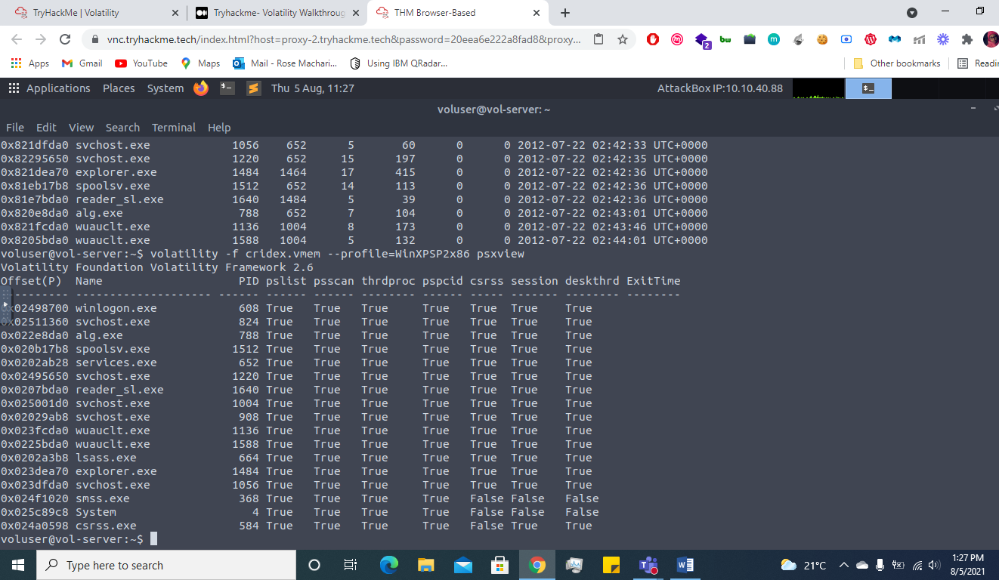 TryHackMe | Volatility
Tryhackme- Volatility Walkthroug
THM Browser-Based
vnc.tryhackme.tech/index.html?host=proxy-2.tryhackme.tech&password=20eea6e222a8fad8&proxy...
2
bw
Apps Gmail YouTube Maps Mail - Rose Machari... Using IBM QRadar... Other bookmarks Readi
Applications Places System Thu 5 Aug, 11:27 AttackBox IP:10.10.40.88
voluser@vol-server: ~
File Edit View Search Terminal Help
0x821dfda0 svchost.exe 1056 652 5 60 0 0 2012-07-22 02:42:33 UTC+0000
0x82295650 svchost.exe 1220 652 15 197 0 0 2012-07-22 02:42:35 UTC+0000
0x821dea70 explorer.exe 1484 1464 17 415 0 0 2012-07-22 02:42:36 UTC+0000
0x81eb17b8 spoolsv.exe 1512 652 14 113 0 0 2012-07-22 02:42:36 UTC+0000
0x81e7bda0 reader_sl.exe 1640 1484 5 39 0 0 2012-07-22 02:42:36 UTC+0000
0x820e8da0 alg.exe 788 652 7 104 0 0 2012-07-22 02:43:01 UTC+0000
0x821fcda0 wuauclt.exe 1136 1004 8 173 0 0 2012-07-22 02:43:46 UTC+0000
0x8205bda0 wuauclt.exe 1588 1004 5 132 0 0 2012-07-22 02:44:01 UTC+0000
voluser@vol-server:~$ volatility -f cridex.vmem --profile=WinXPSP2x86 psxview
Volatility Foundation Volatility Framework 2.6
Offset(P) Name PID pslist psscan thrdproc pspcid csrss session deskthrd ExitTime
-------- -------------------- ------ ------ ------ -------- ------ ----- ------- -------- --------
x02498700 winlogon.exe 608 True True True True True True True
0x02511360 svchost.exe 824 True True True True True True True
0x022e8da0 alg.exe 788 True True True True True True True
0x020b17b8 spoolsv.exe 1512 True True True True True True True
0x0202ab28 services.exe 652 True True True True True True True
0x02495650 svchost.exe 1220 True True True True True True True
0x0207bda0 reader_sl.exe 1640 True True True True True True True
0x025001d0 svchost.exe 1004 True True True True True True True
0x02029ab8 svchost.exe 908 True True True True True True True
0x023fcda0 wuauclt.exe 1136 True True True True True True True
0x0225bda0 wuauclt.exe 1588 True True True True True True True
0x0202a3b8 lsass.exe 664 True True True True True True True
0x023dea70 explorer.exe 1484 True True True True True True True
0x023dfda0 svchost.exe 1056 True True True True True True True
0x024f1020 smss.exe 368 True True True True False False False
0x025c89c8 System 4 True True True True False False False
0x024a0598 csrss.exe 584 True True True True False True True
voluser@vol-server:~$
Type here to search
21°C
1:27 PM
8/5/2021